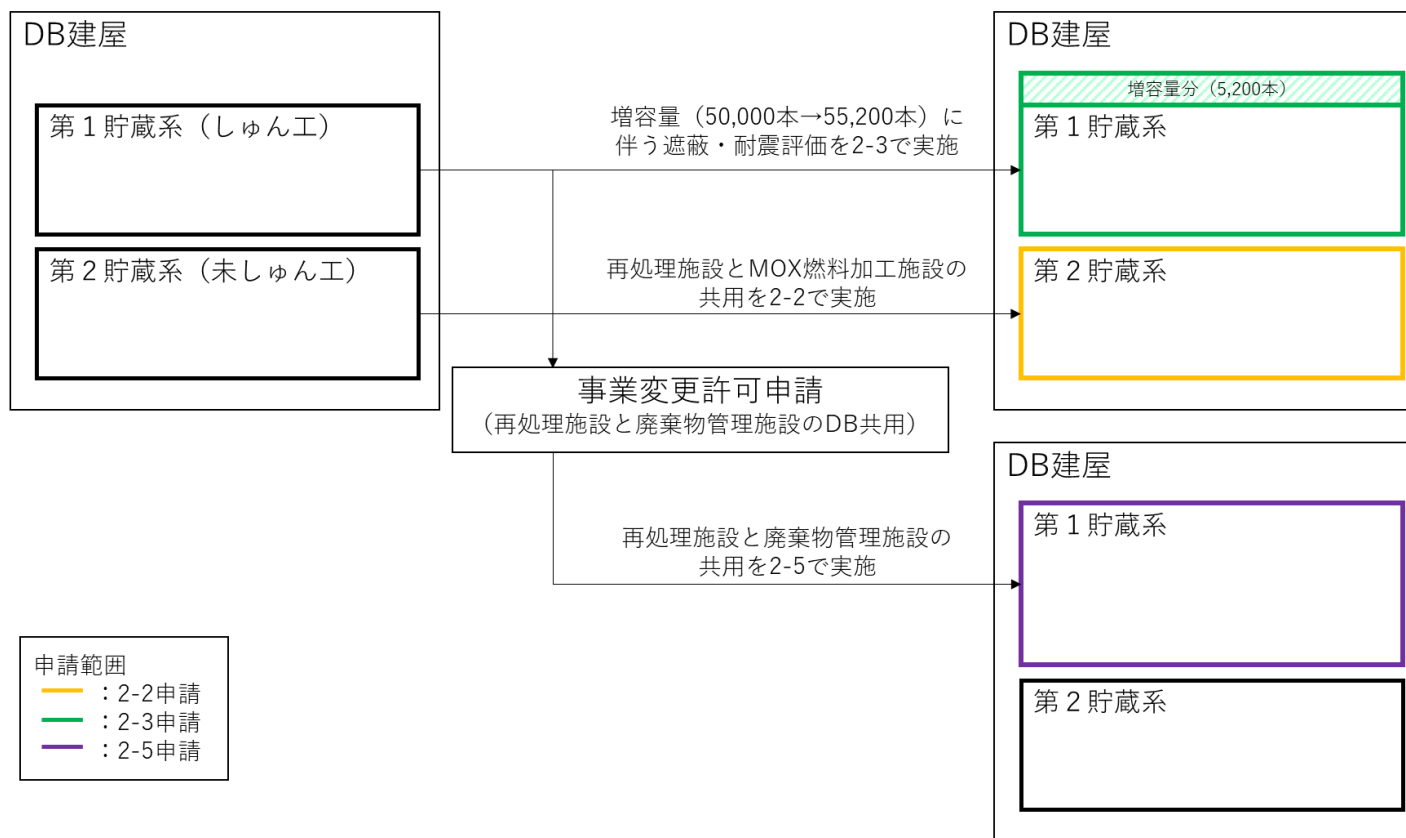 DB建屋
第１貯蔵系（しゅん工）
第２貯蔵系（未しゅん工）
増容量（50,000本→55,200本）に
伴う遮蔽・耐震評価を2-3で実施
再処理施設とMOX燃料加工施設の
共用を2-2で実施
DB建屋
増容量分（5,200本）
第１貯蔵系
第２貯蔵系
事業変更許可申請
（再処理施設と廃棄物管理施設のDB共用）
再処理施設と廃棄物管理施設の
共用を2-5で実施
DB建屋
第１貯蔵系
第２貯蔵系
申請範囲
：2-2申請
：2-3申請
：2-5申請